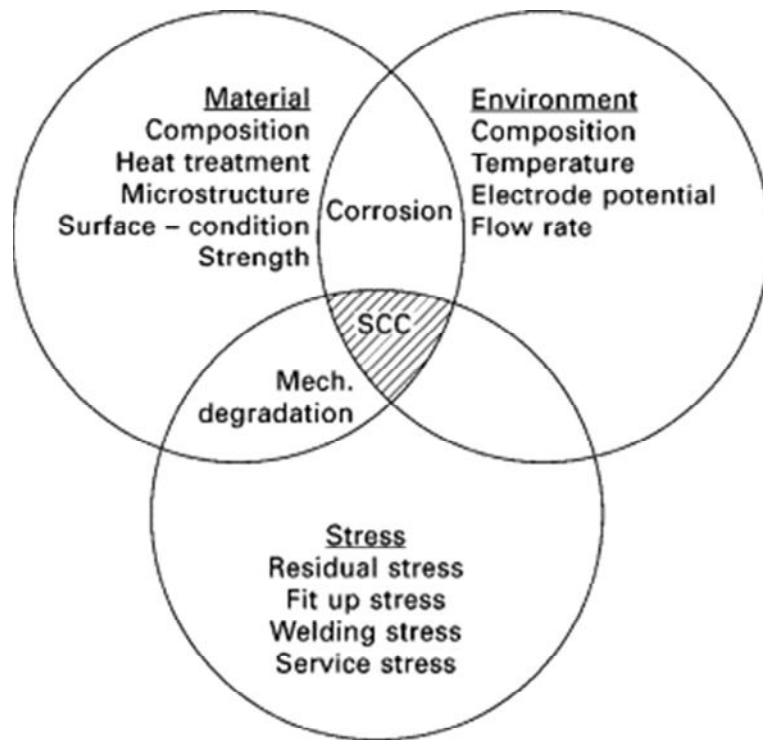 Material
Composition
Heat treatment
Microstructure
Surface – condition
Strength
Environment
Composition
Temperature
Electrode potential
Flow rate
Corrosion
SCC
Mech.
degradation
Stress
Residual stress
Fit up stress
Welding stress
Service stress